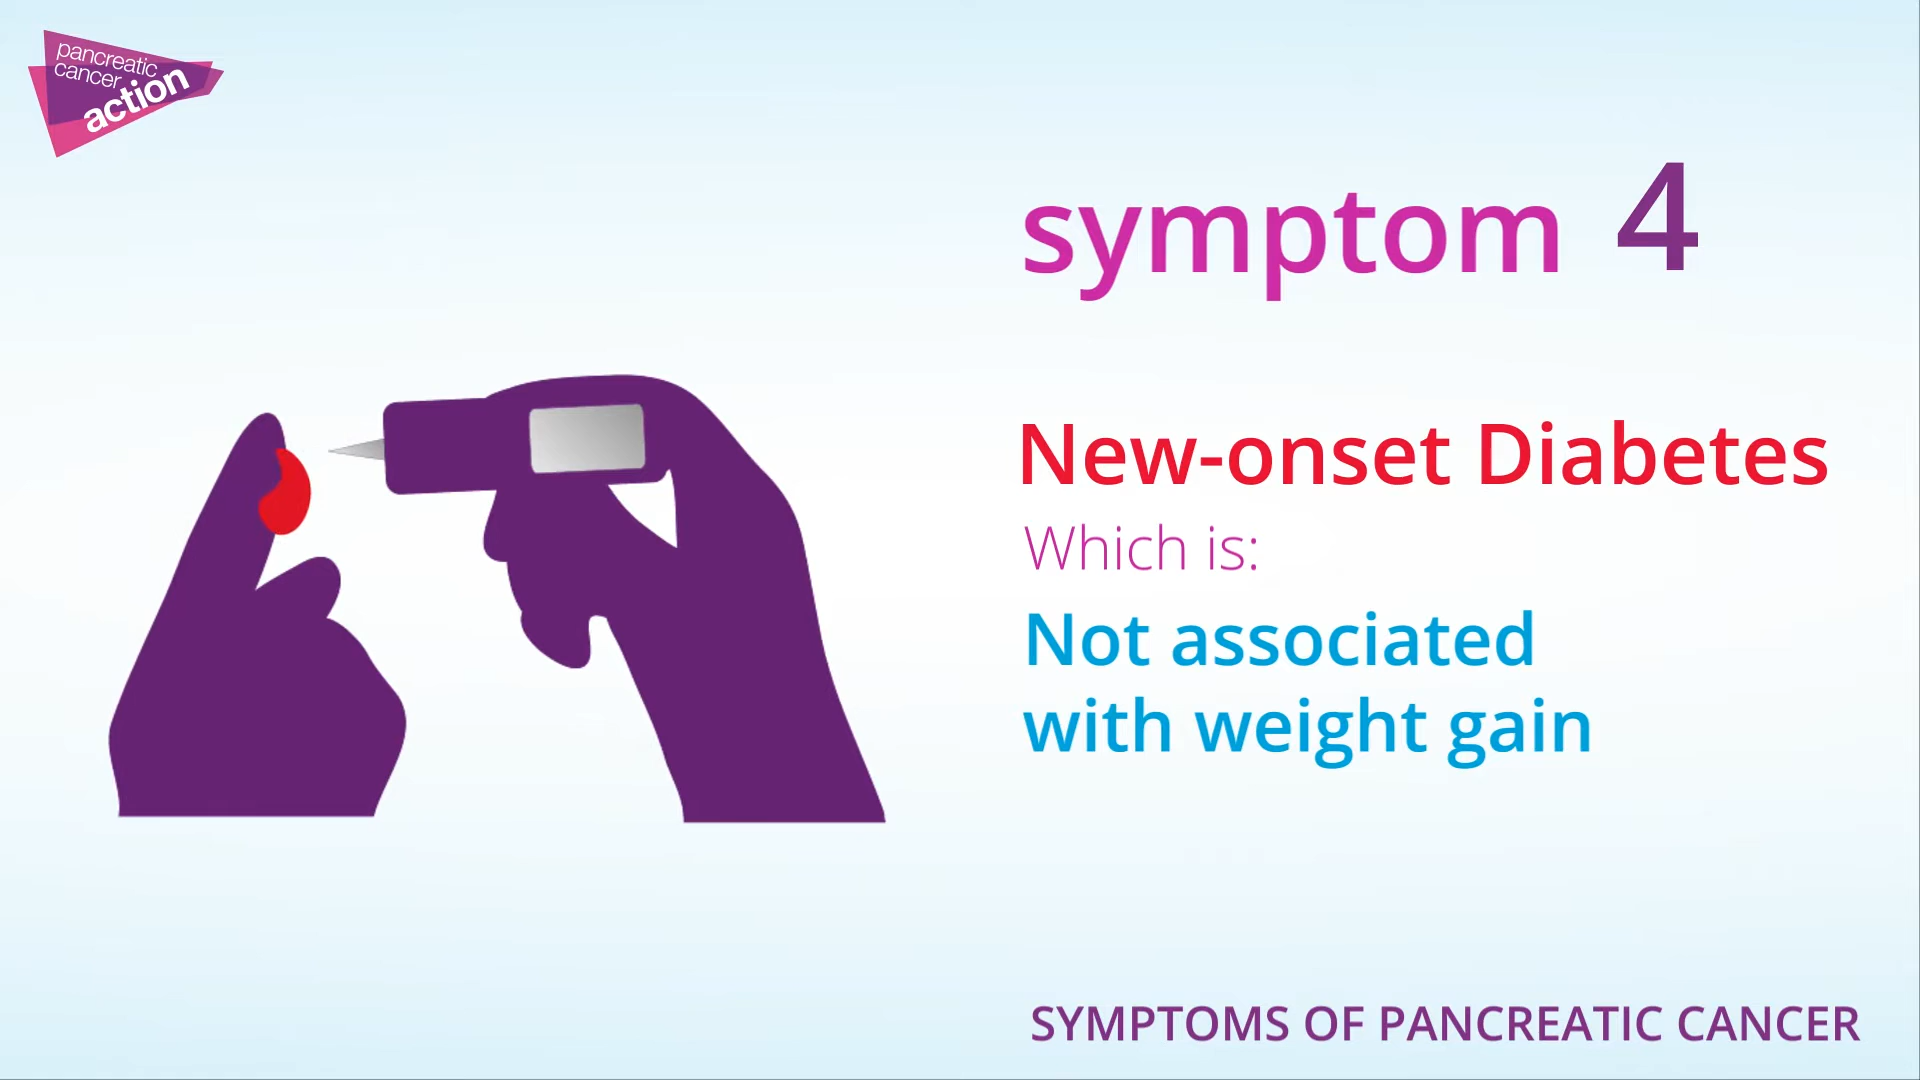 pancreatic
cancer
action
symptom 4
New-onset Diabetes
Which is:
Not associated
with weight gain
SYMPTOMS OF PANCREATIC CANCER